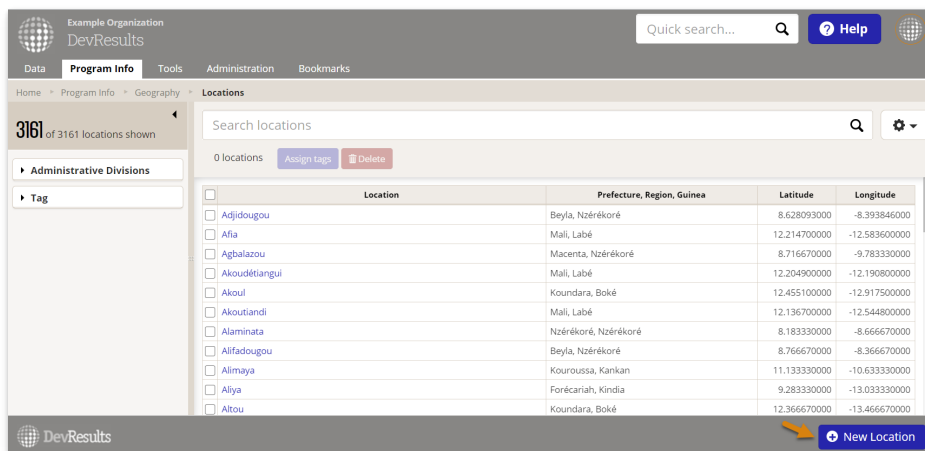 Example Organization
DevResults
Quick search...
Help
Data Program Info Tools Administration Bookmarks
Home Program Info Geography Locations
3161 of 3161 locations shown
Search locations
0 locations Assign tags Delete
Administrative Divisions
Tag
Location Prefecture, Region, Guinea Latitude Longitude
Adjidougou Beyla, Nzérékoré 8.628093000 -8.393846000
Afia Mali, Labé 12.214700000 -12.583600000
Agbalazou Macenta, Nzérékoré 8.716670000 -9.783330000
Akoudétiangui Mali, Labé 12.204900000 -12.190800000
Akoul Koundara, Boké 12.455100000 -12.917500000
Akoutiandi Mali, Labé 12.136700000 -12.544800000
Alaminata Nzérékoré, Nzérékoré 8.183330000 -8.666670000
Alifadougou Beyla, Nzérékoré 8.766670000 -8.366670000
Alimaya Kouroussa, Kankan 11.133330000 -10.633330000
Aliya Forécariah, Kindia 9.283330000 -13.033330000
Altou Koundara, Boké 12.366670000 -13.466670000
DevResults
New Location